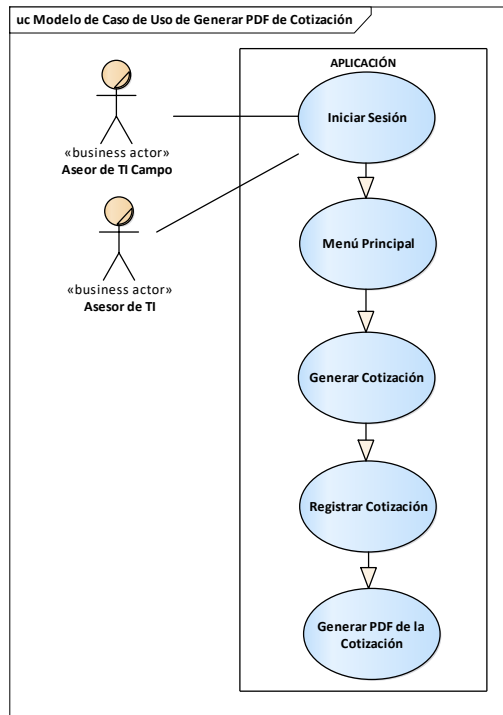 uc Modelo de Caso de Uso de Generar PDF de Cotización
APLICACIÓN
Iniciar Sesión
«business actor»
Aseor de TI Campo
Menú Principal
«business actor»
Asesor de TI
Generar Cotización
Registrar Cotización
Generar PDF de la
Cotización